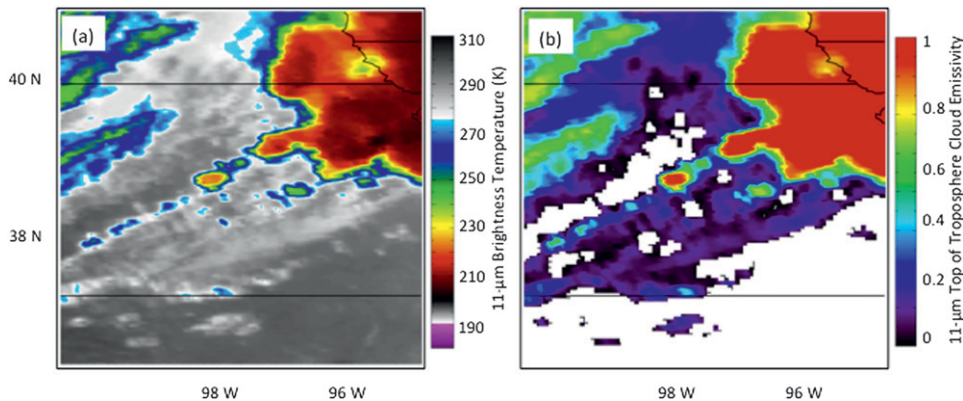 (a)
40 N
38 N
98 W
96 W
310
290
270
250
230
210
190
11-µm Brightness Temperature (K)
(b)
98 W
96 W
1
0.8
0.6
0.4
0.2
0
11-µm Top of Troposphere Cloud Emissivity